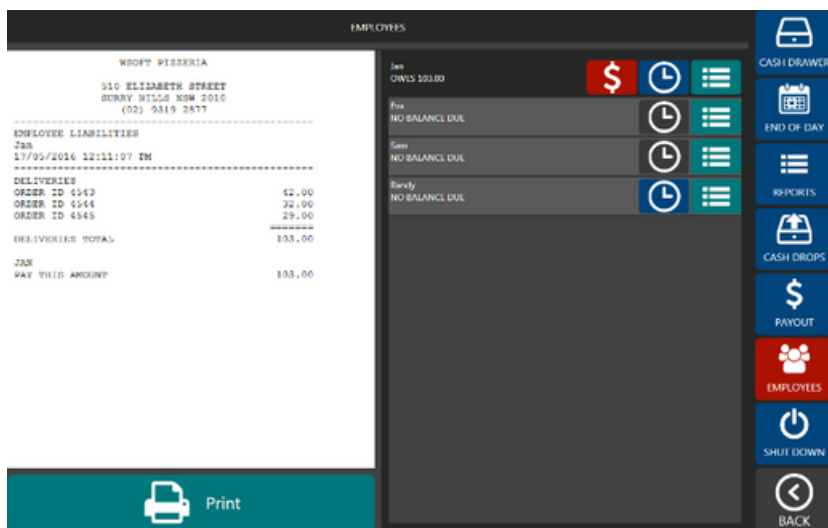 EMPLOYEES
WSOFT PIZZERIA
510 ELIZABETH STREET
SURRY HILLS NSW 2010
(02) 9319 2877
EMPLOYEE LIABILITIES
Jan
17/05/2016 12:11:07 PM
DELIVERIES
ORDER ID 4543 42.00
ORDER ID 4544 32.00
ORDER ID 4545 29.00
DELIVERIES TOTAL 103.00
JAN
PAY THIS AMOUNT 103.00
Print
Jan
OWES 103.00
Eva
NO BALANCE DUE
Sam
NO BALANCE DUE
Randy
NO BALANCE DUE
CASH DRAWER
END OF DAY
REPORTS
CASH DROPS
PAYOUT
EMPLOYEES
SHUT DOWN
BACK